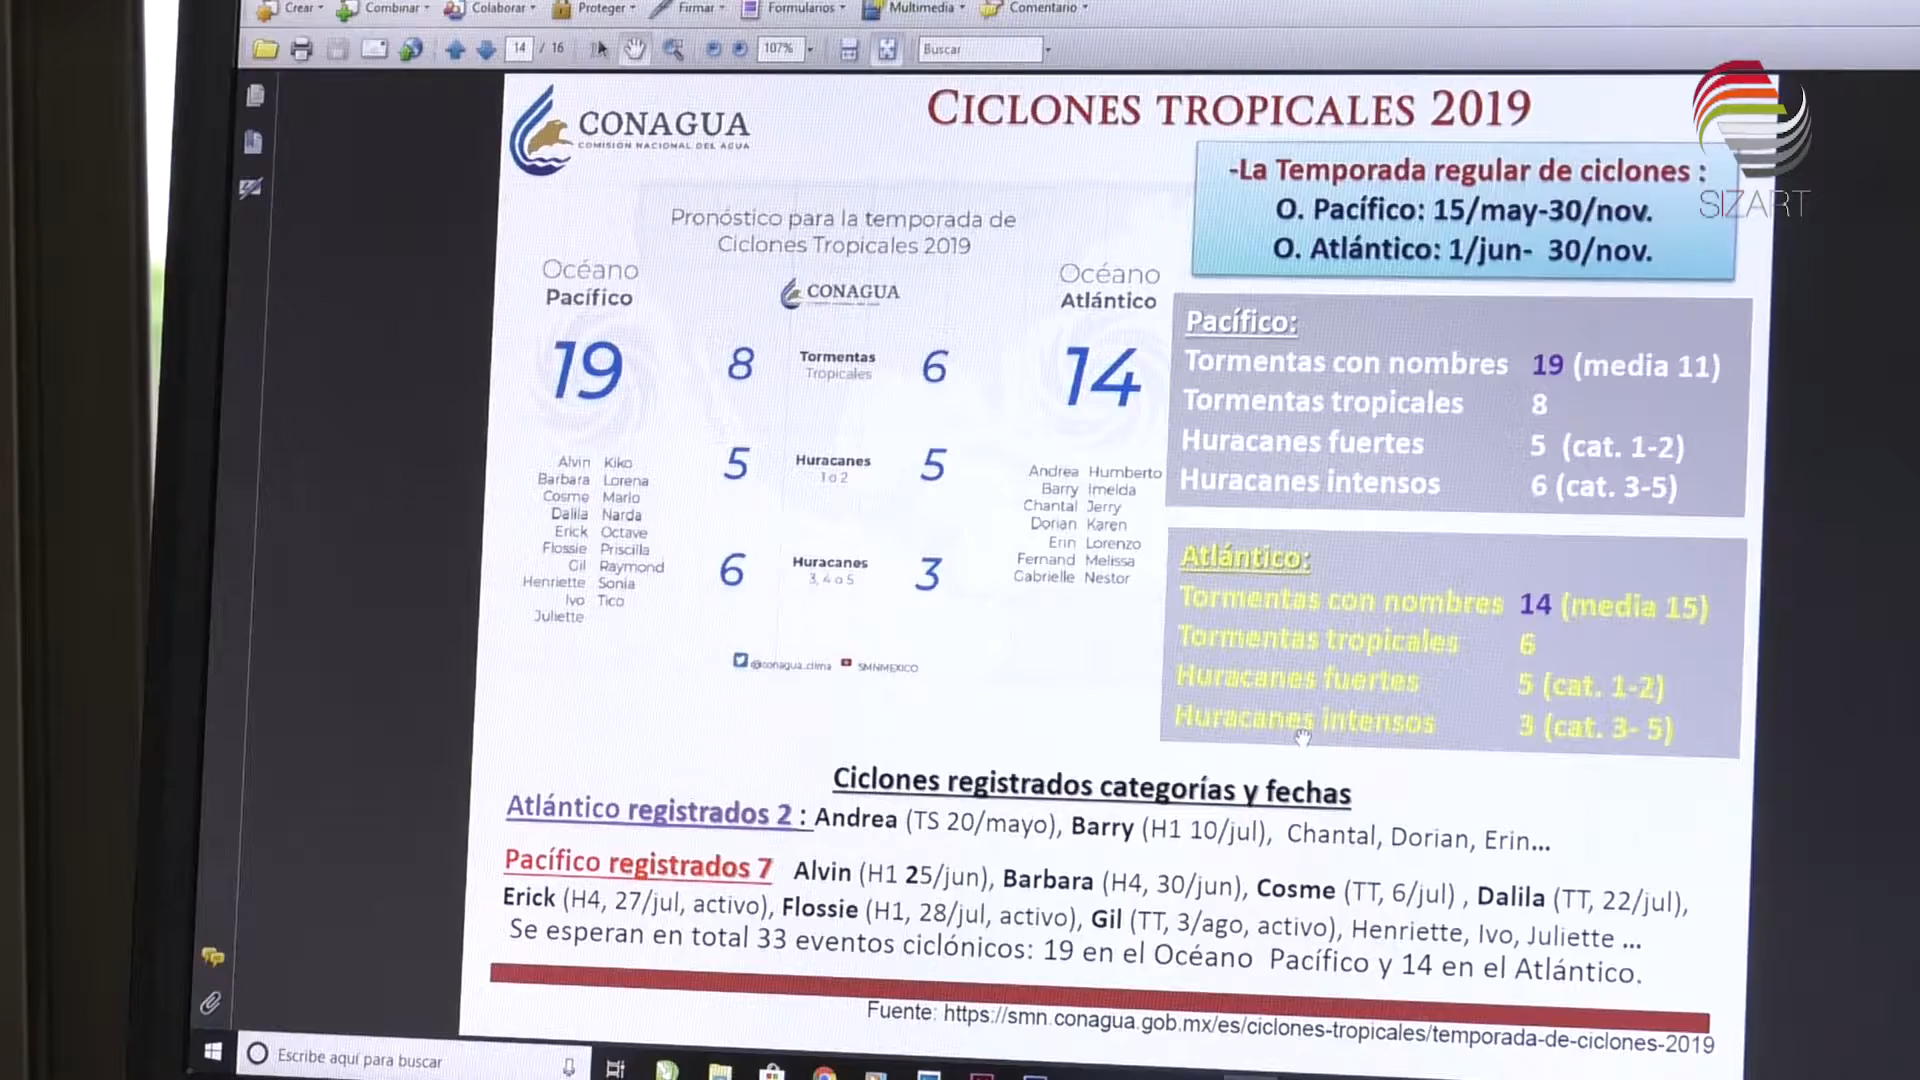 Crear
Combinar
Colaborar
Proteger
Firmar
Formularios
Multimedia
Comentario
14 / 16
107%
Buscar
CONAGUA
COMISIÓN NACIONAL DEL AGUA
CICLONES TROPICALES 2019
SIZART
-La Temporada regular de ciclones :
O. Pacífico: 15/may-30/nov.
O. Atlántico: 1/jun- 30/nov.
Pronóstico para la temporada de
Ciclones Tropicales 2019
CONAGUA
Océano
Pacífico
19
Océano
Atlántico
14
8 Tormentas Tropicales 6
5 Huracanes 1 o 2 5
6 Huracanes 3, 4 o 5 3
Alvin Kiko
Barbara Lorena
Cosme Mario
Dalila Narda
Erick Octave
Flossie Priscilla
Gil Raymond
Henriette Sonia
Ivo Tico
Juliette
Andrea Humberto
Barry Imelda
Chantal Jerry
Dorian Karen
Erin Lorenzo
Fernand Melissa
Gabrielle Nestor
@conagua_clima SMNMEXICO
Pacífico:
Tormentas con nombres 19 (media 11)
Tormentas tropicales 8
Huracanes fuertes 5 (cat. 1-2)
Huracanes intensos 6 (cat. 3-5)
Atlántico:
Tormentas con nombres 14 (media 15)
Tormentas tropicales 6
Huracanes fuertes 5 (cat. 1-2)
Huracanes intensos 3 (cat. 3- 5)
Ciclones registrados categorías y fechas
Atlántico registrados 2 : Andrea (TS 20/mayo), Barry (H1 10/jul), Chantal, Dorian, Erin...
Pacífico registrados 7 Alvin (H1 25/jun), Barbara (H4, 30/jun), Cosme (TT, 6/jul) , Dalila (TT, 22/jul),
Erick (H4, 27/jul, activo), Flossie (H1, 28/jul, activo), Gil (TT, 3/ago, activo), Henriette, Ivo, Juliette ...
Se esperan en total 33 eventos ciclónicos: 19 en el Océano Pacífico y 14 en el Atlántico.
Fuente: https://smn.conagua.gob.mx/es/ciclones-tropicales/temporada-de-ciclones-2019
Escribe aquí para buscar